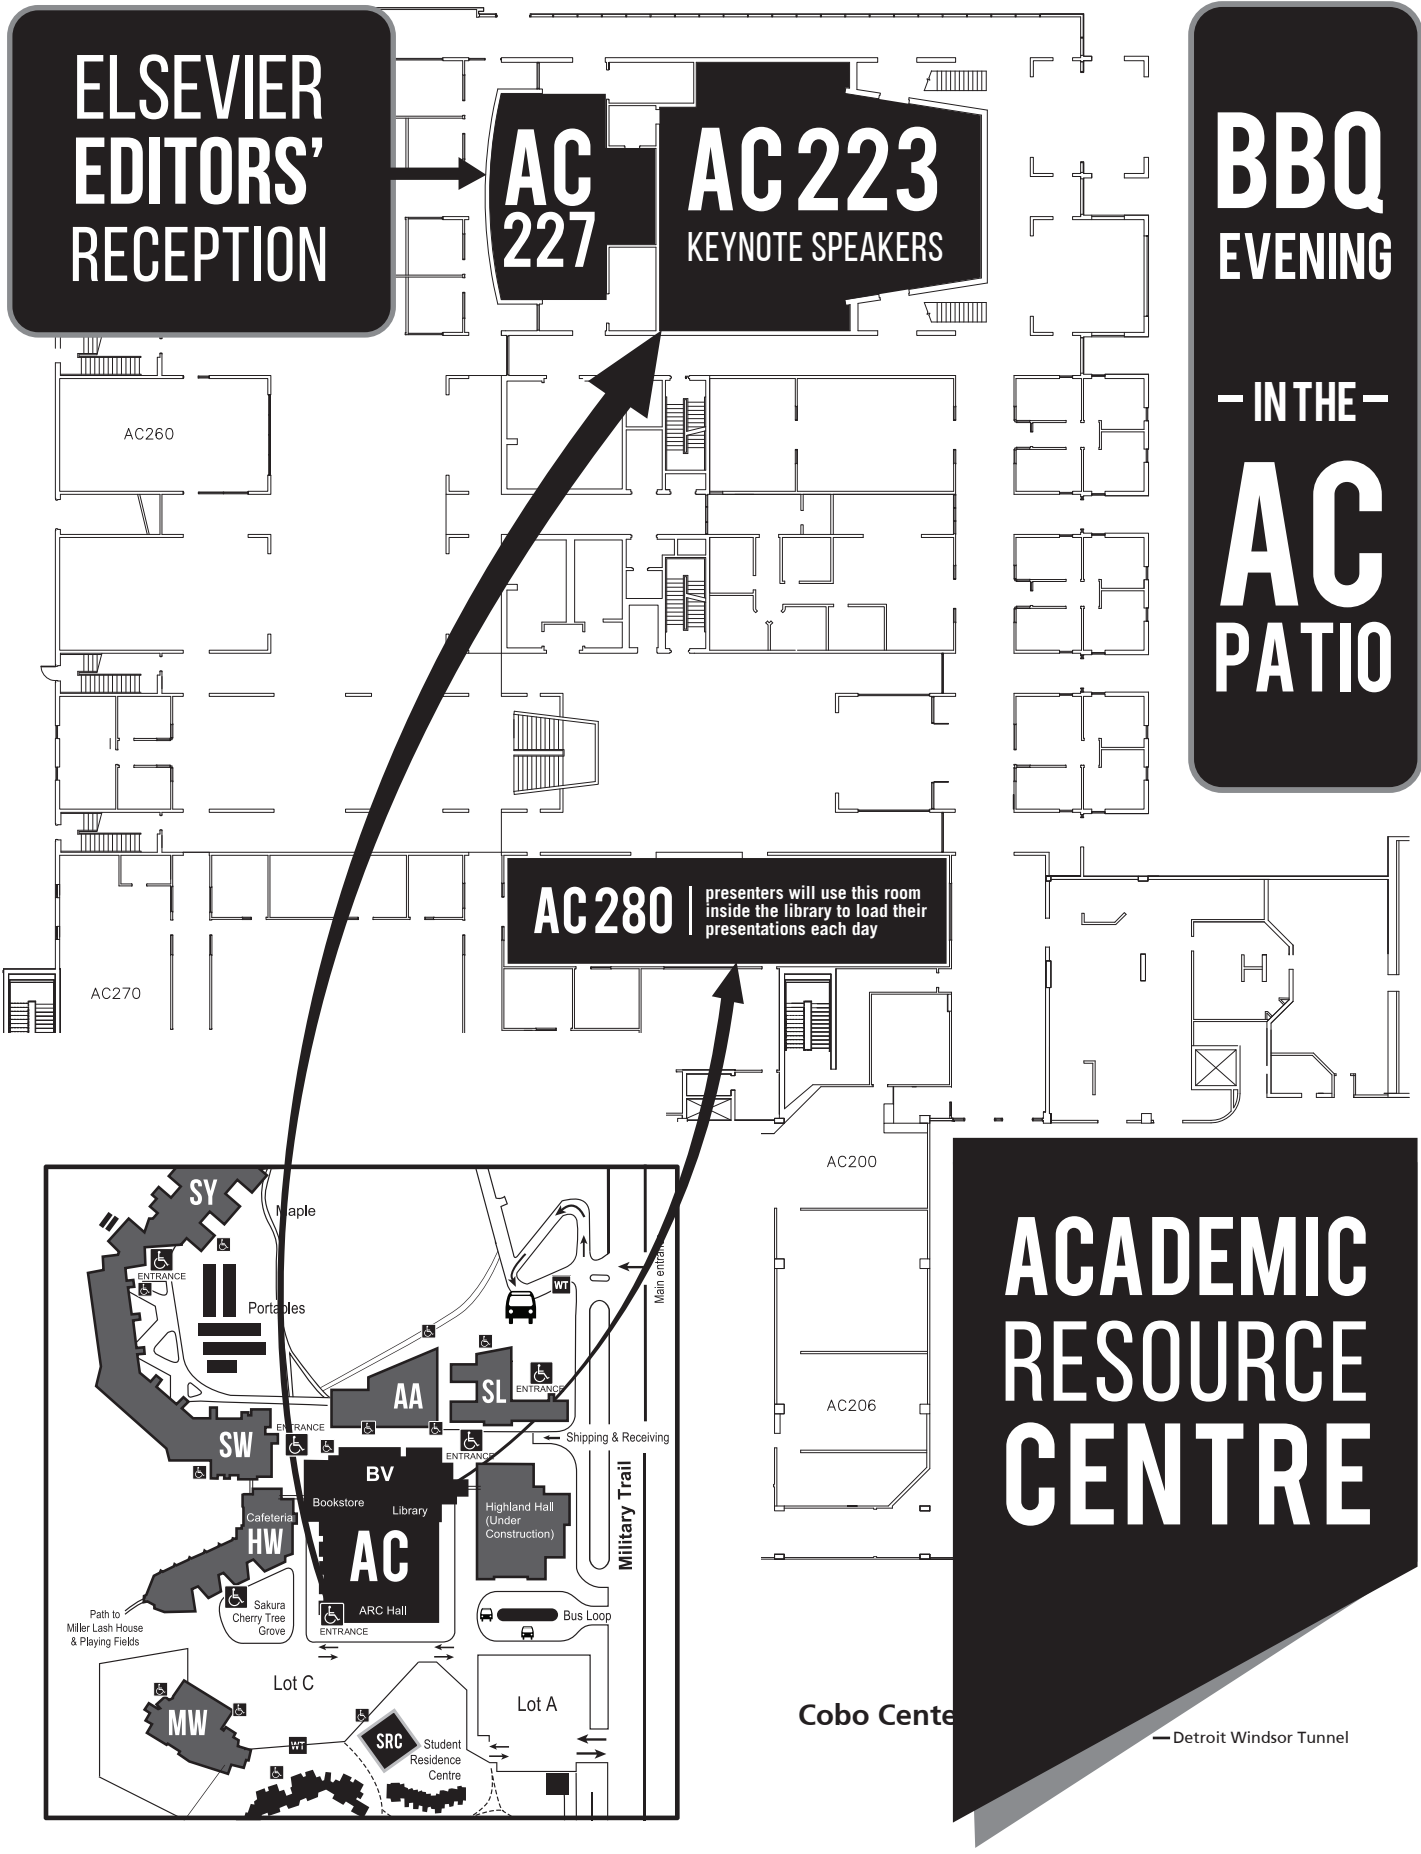 ELSEVIER
EDITORS’
RECEPTION
AC
227
AC 223
KEYNOTE SPEAKERS
BBQ
EVENING
– IN THE –
AC
PATIO
AC260
AC 280
presenters will use this room
inside the library to load their
presentations each day
AC270
AC200
AC206
ACADEMIC
RESOURCE
CENTRE
SY
Maple
ENTRANCE
Portables
WT
Main entran
AA
SL
ENTRANCE
SW
ENTRANCE
ENTRANCE
Shipping & Receiving
BV
Bookstore
Library
Highland Hall
(Under
Construction)
Military Trail
Cafeteria
HW
AC
ARC Hall
ENTRANCE
Sakura
Cherry Tree
Grove
Path to
Miller Lash House
& Playing Fields
Bus Loop
Lot C
Lot A
MW
WT
SRC
Student
Residence
Centre
Cobo Cente
Detroit Windsor Tunnel